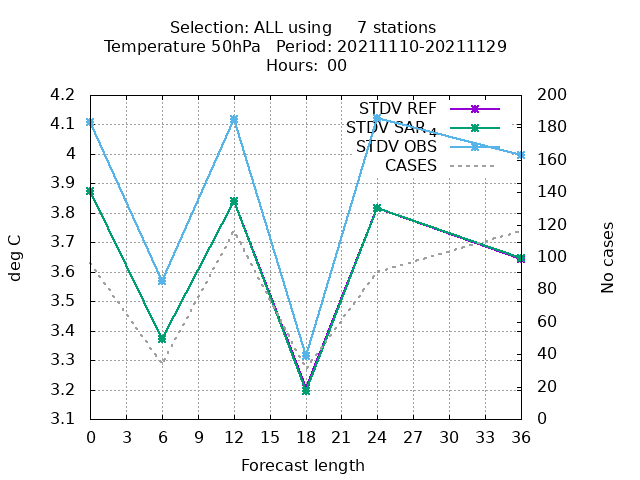 Selection: ALL using     7 stations
Temperature 50hPa   Period: 20211110-20211129
Hours:  00
STDV REF
STDV SAR₄
STDV OBS
CASES
4.2
4.1
4
3.9
3.8
3.7
3.6
3.5
3.4
3.3
3.2
3.1
200
180
160
140
120
100
80
60
40
20
0
deg C
No cases
0 3 6 9 12 15 18 21 24 27 30 33 36
Forecast length